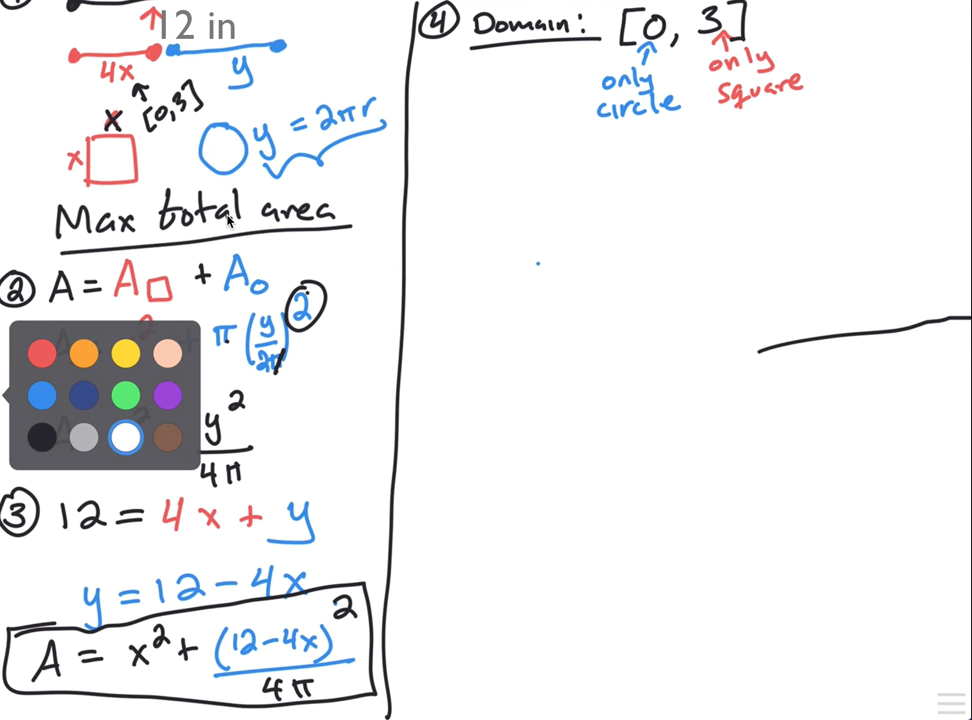 12 in
4x y
x [0,3]
x y = 2πr
Max total area
② A = A□ + A○
2 π (y/2π)²
y²/4π
③ 12 = 4x + y
y = 12 - 4x
A = x² + (12-4x)²/4π
④ Domain: [0, 3]
only circle
only square